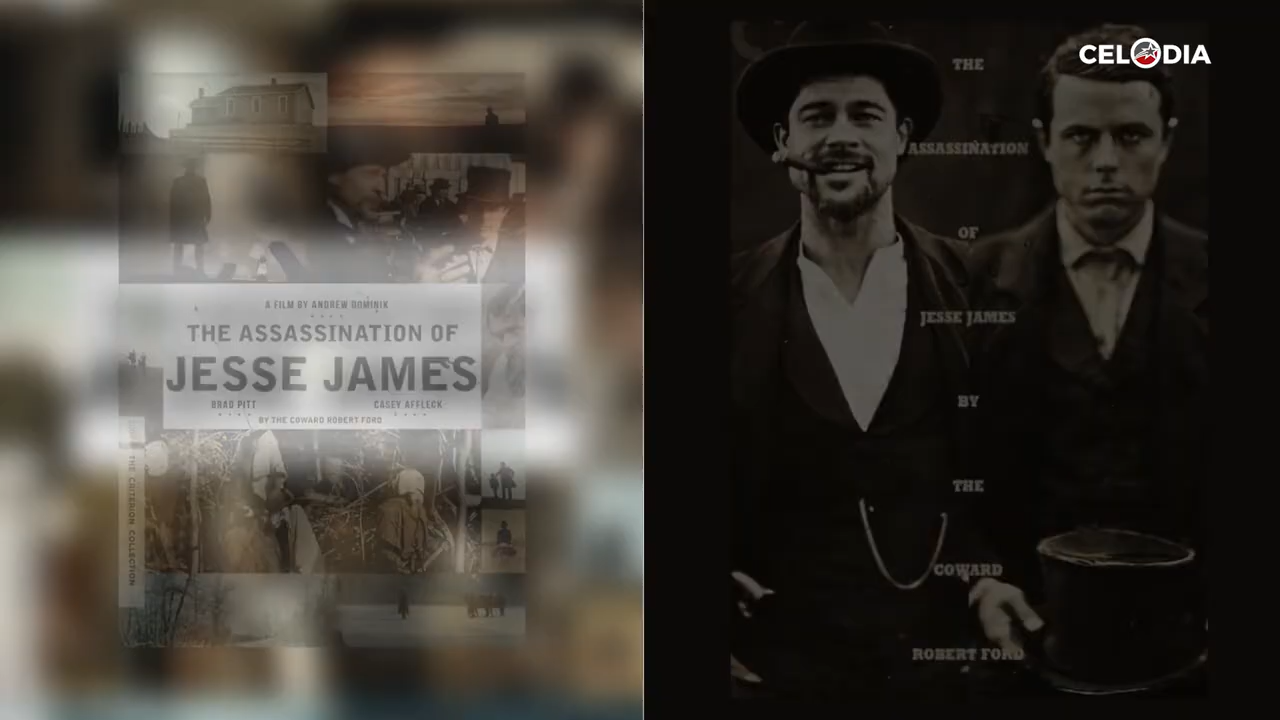 A FILM BY ANDREW DOMINIK
THE ASSASSINATION OF
JESSE JAMES
BRAD PITT
CASEY AFFLECK
BY THE COWARD ROBERT FORD
THE CRITERION COLLECTION
CELODIA
THE
ASSASSINATION
OF
JESSE JAMES
BY
THE
COWARD
ROBERT FORD